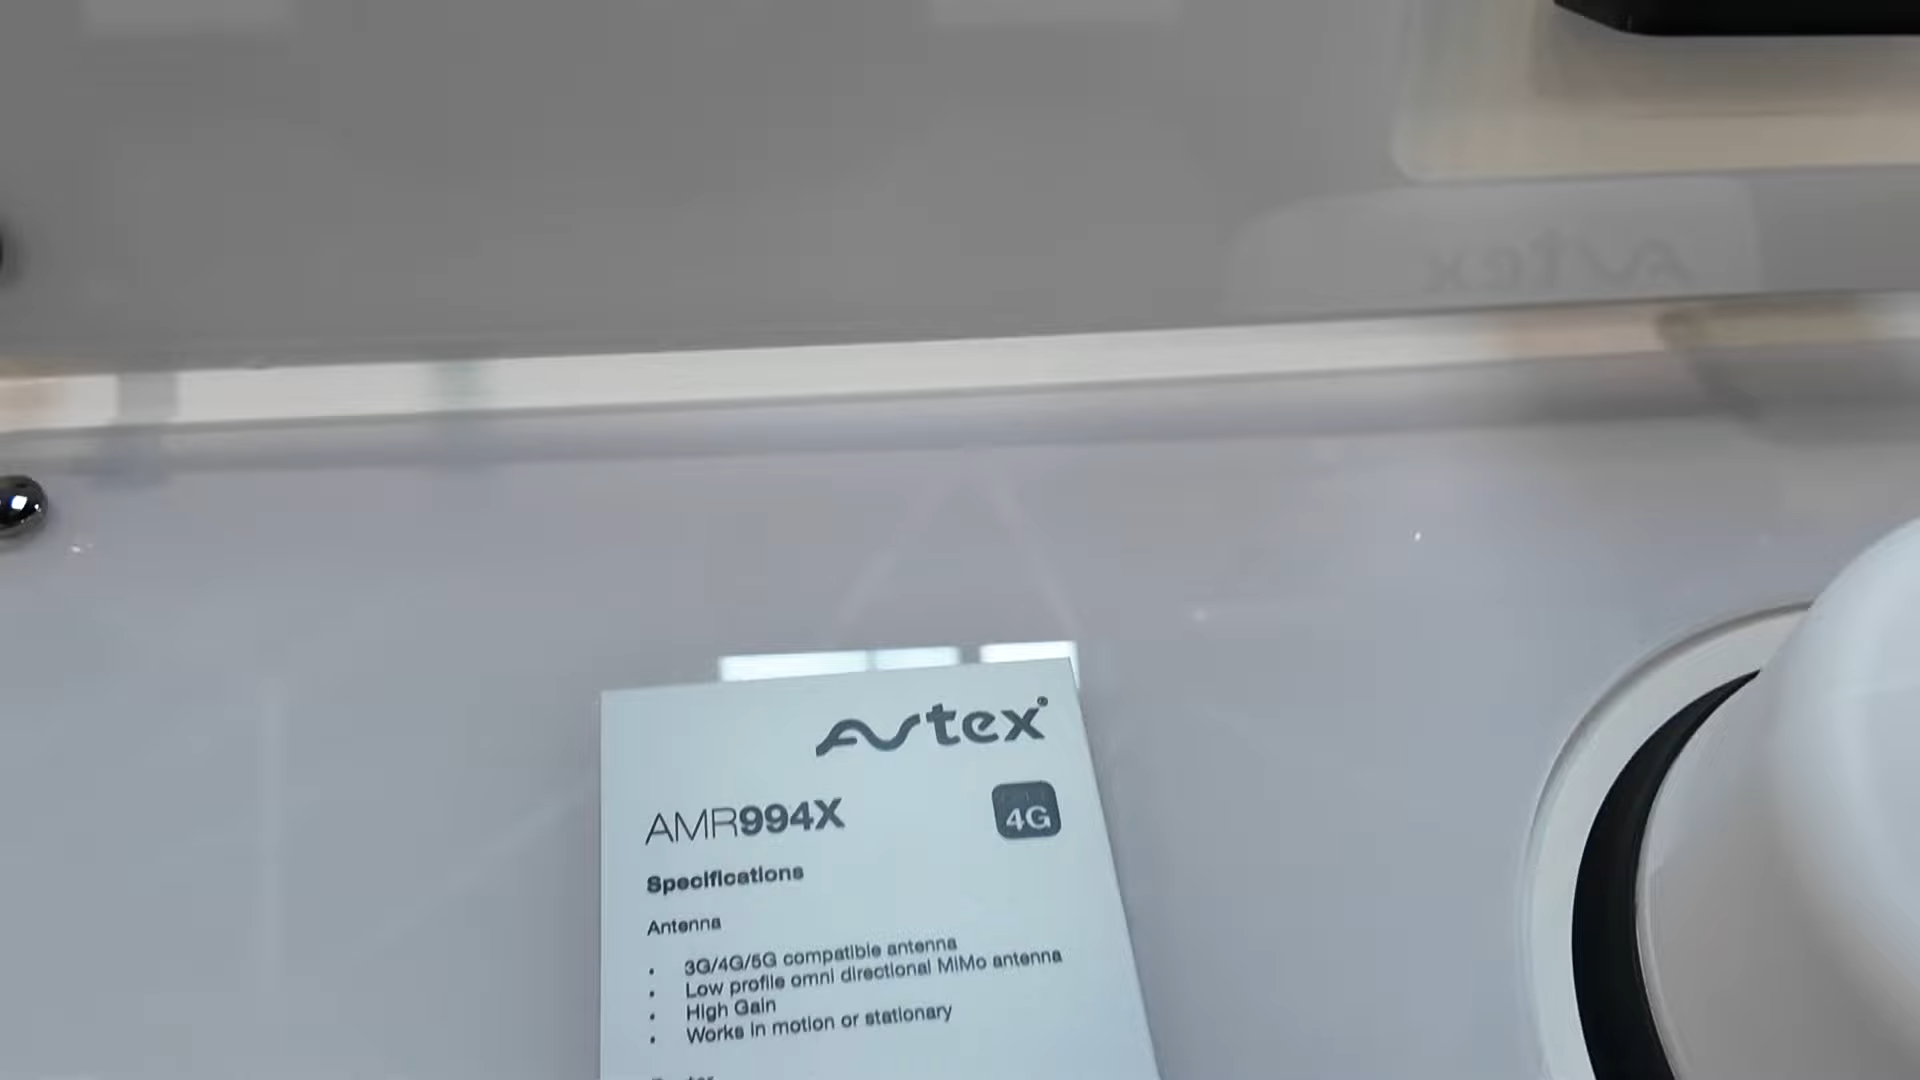 Avtex®
AMR994X
4G
Specifications
Antenna
• 3G/4G/5G compatible antenna
• Low profile omni directional MiMo antenna
• High Gain
• Works in motion or stationary